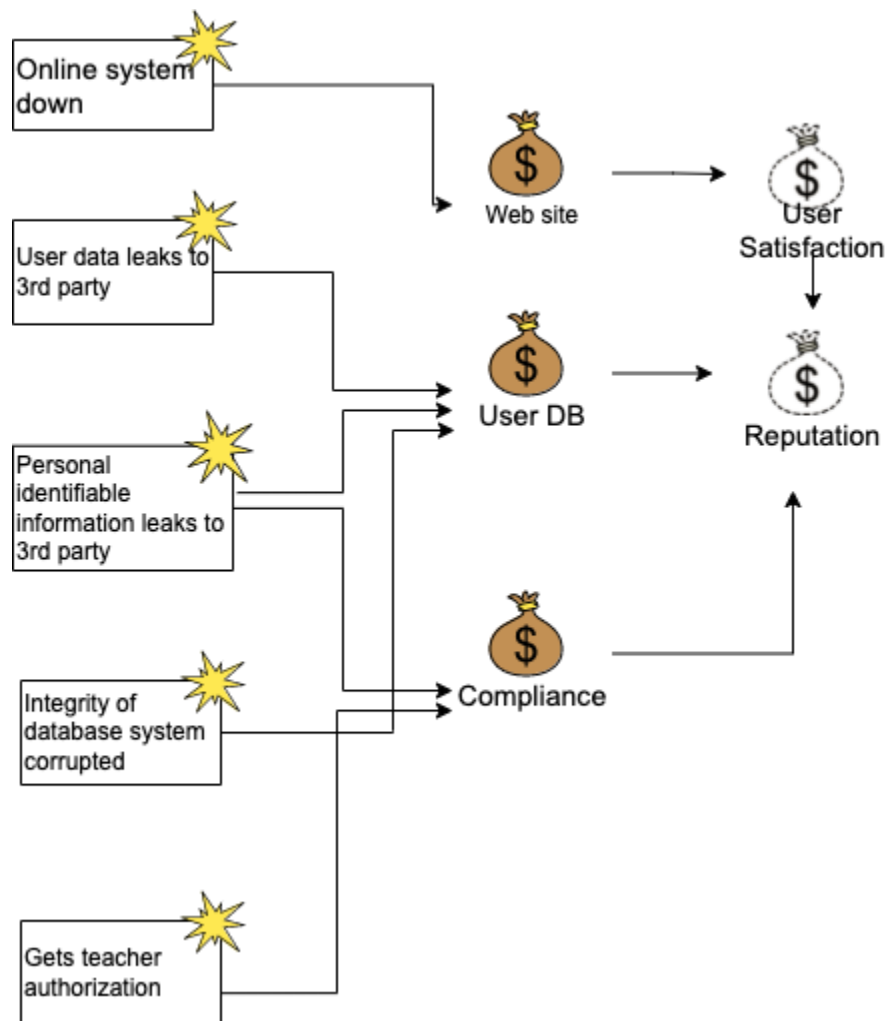 Online system
down
$
Web site
$
User
Satisfaction
User data leaks to
3rd party
$
User DB
$
Reputation
Personal
identifiable
information leaks to
3rd party
$
Compliance
Integrity of
database system
corrupted
Gets teacher
authorization